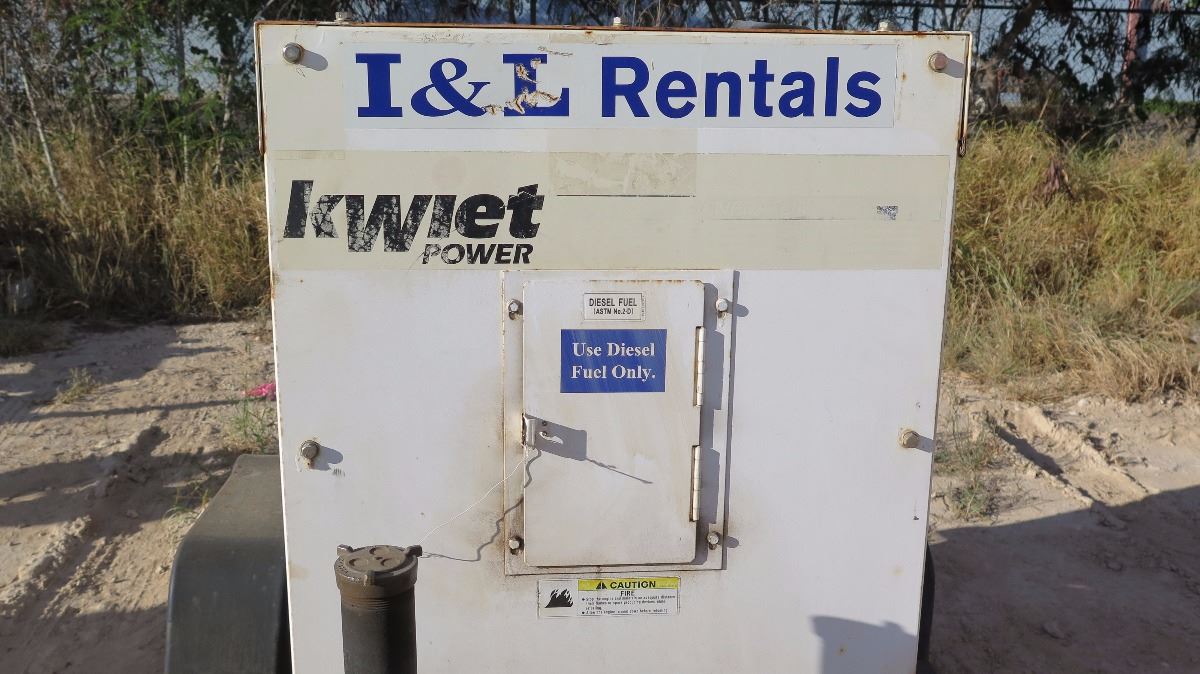 I&L Rentals
kwiet
POWER
DIESEL FUEL
(ASTM No.2-D)
Use Diesel
Fuel Only.
CAUTION
FIRE